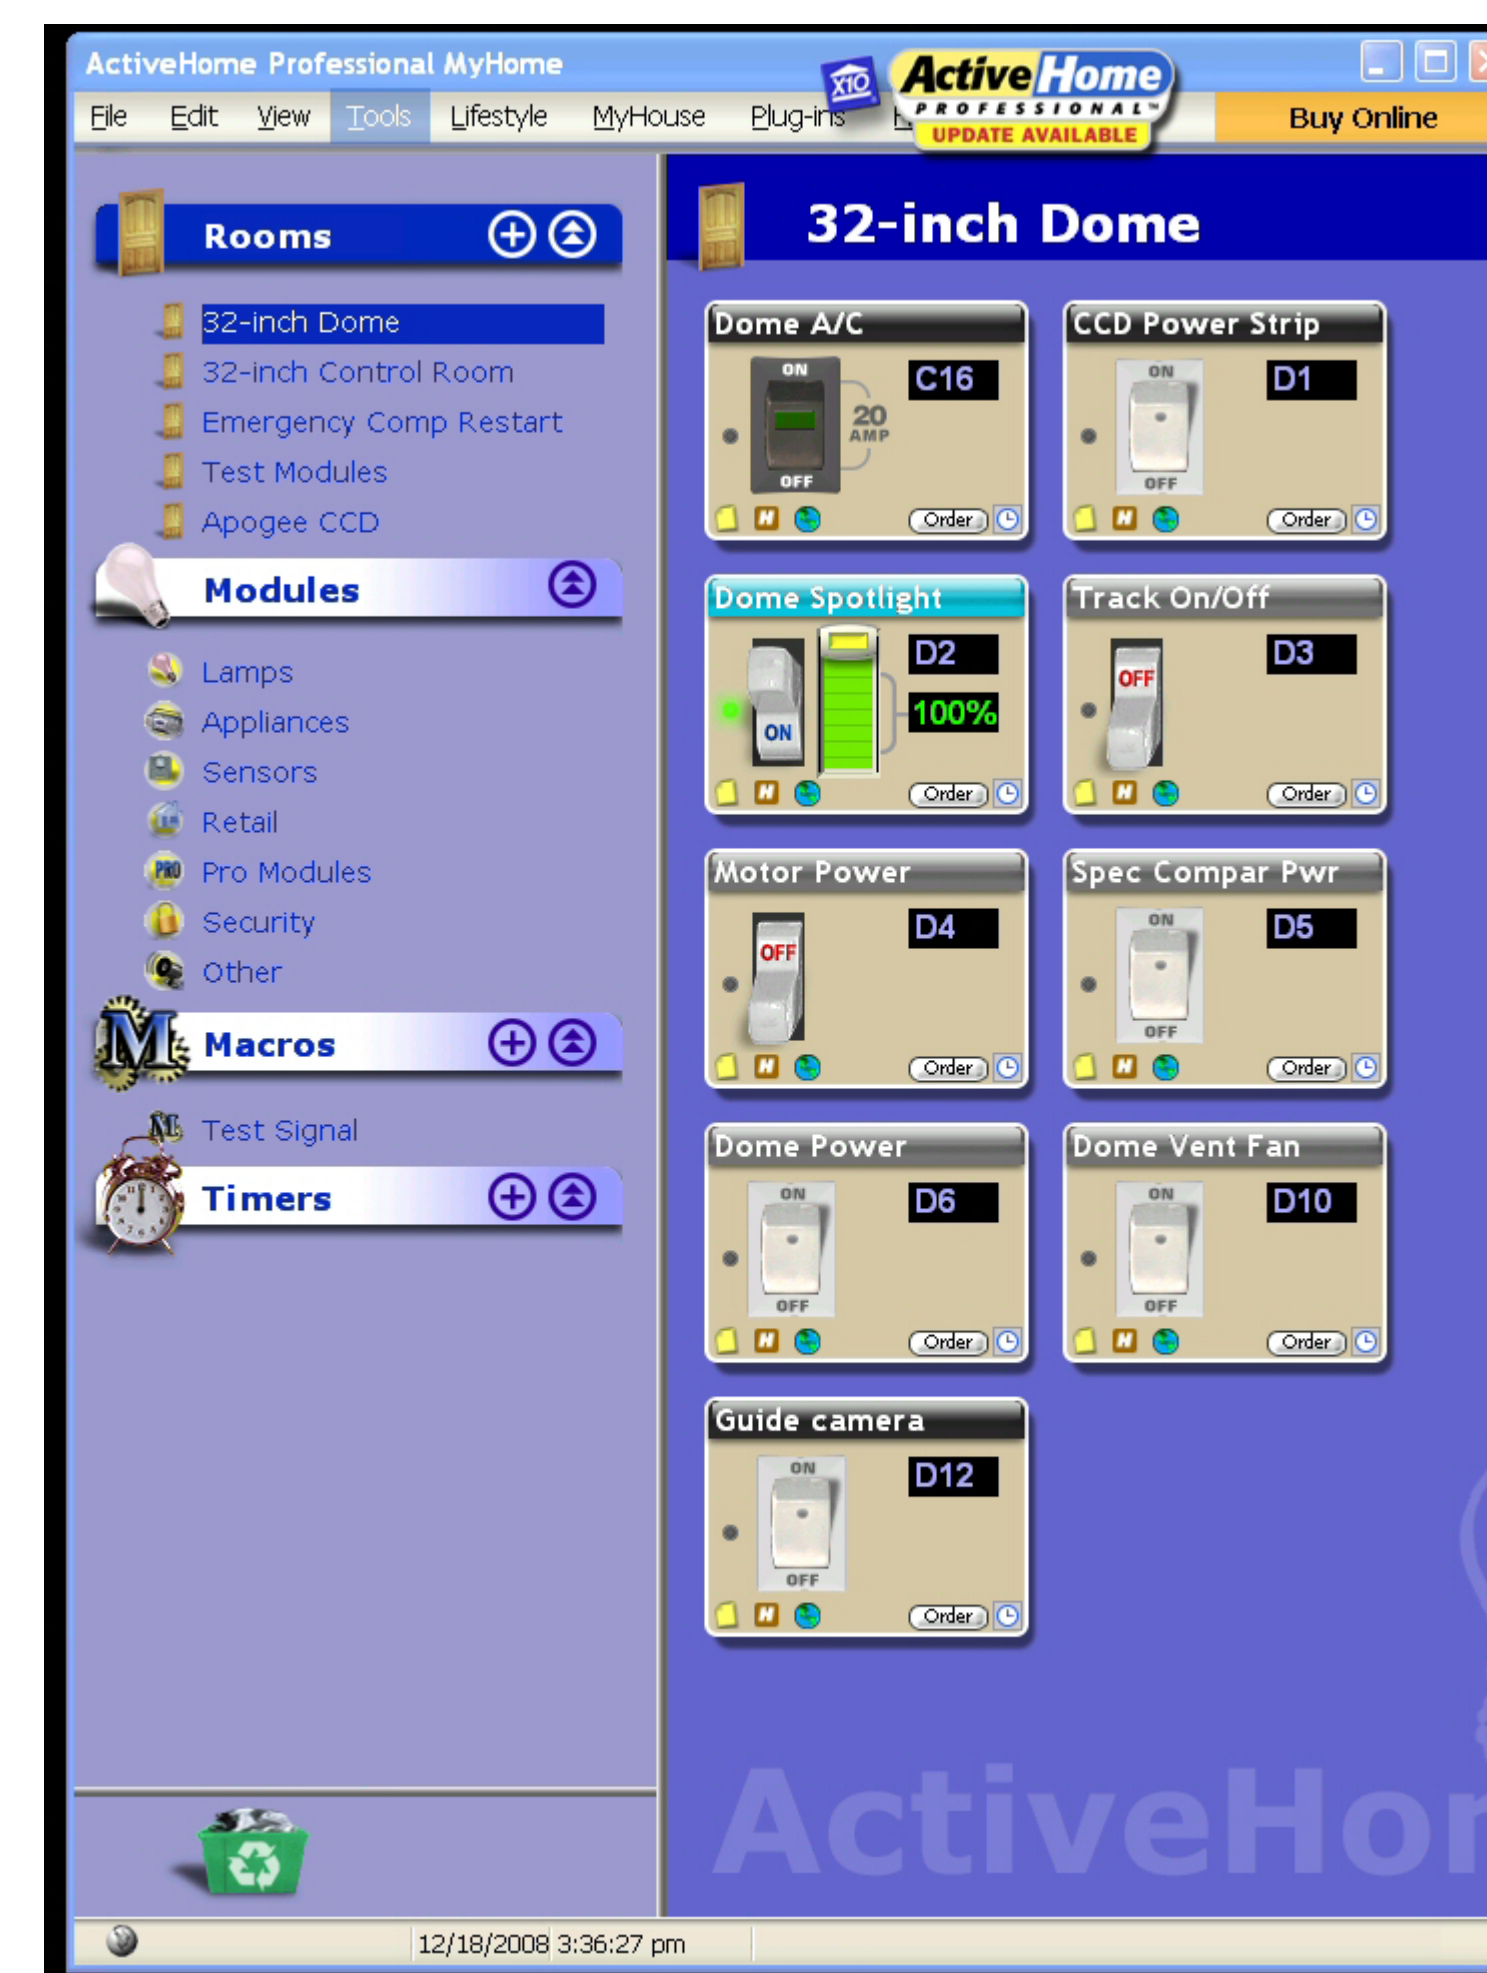 ActiveHome Professional MyHome
X10 ActiveHome
PROFESSIONAL™
UPDATE AVAILABLE
File Edit View Tools Lifestyle MyHouse Plug-ins
Buy Online
Rooms
32-inch Dome
32-inch Control Room
Emergency Comp Restart
Test Modules
Apogee CCD
Modules
Lamps
Appliances
Sensors
Retail
PRO Pro Modules
Security
Other
M Macros
M Test Signal
Timers
32-inch Dome
Dome A/C
ON
C16
20
AMP
OFF
H Order
CCD Power Strip
ON
D1
OFF
H Order
Dome Spotlight
D2
100%
ON
H Order
Track On/Off
D3
OFF
H Order
Motor Power
D4
OFF
H Order
Spec Compar Pwr
ON
D5
OFF
H Order
Dome Power
ON
D6
OFF
H Order
Dome Vent Fan
ON
D10
OFF
H Order
Guide camera
ON
D12
OFF
H Order
12/18/2008 3:36:27 pm